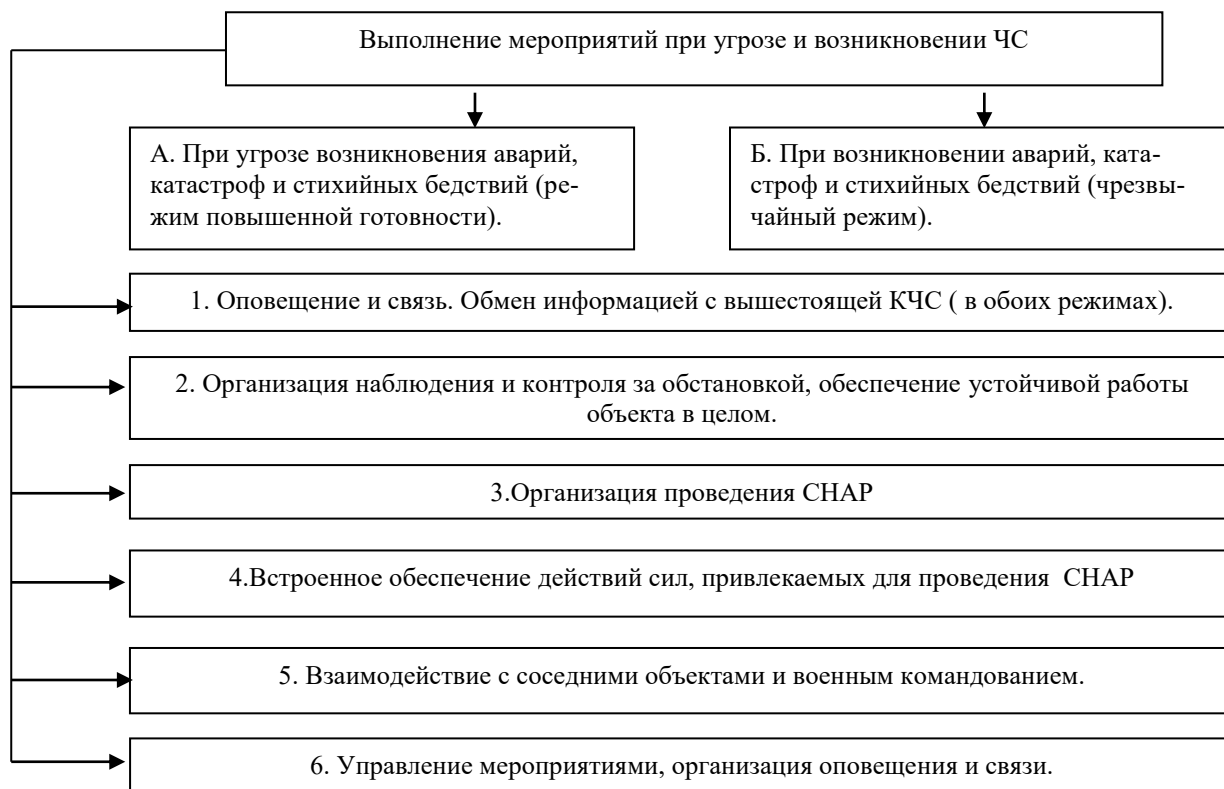 Выполнение мероприятий при угрозе и возникновении ЧС
А. При угрозе возникновения аварий,
катастроф и стихийных бедствий (ре-
жим повышенной готовности).
Б. При возникновении аварий, ката-
строф и стихийных бедствий (чрезвы-
чайный режим).
1. Оповещение и связь. Обмен информацией с вышестоящей КЧС ( в обоих режимах).
2. Организация наблюдения и контроля за обстановкой, обеспечение устойчивой работы
объекта в целом.
3.Организация проведения СНАР
4.Встроенное обеспечение действий сил, привлекаемых для проведения СНАР
5. Взаимодействие с соседними объектами и военным командованием.
6. Управление мероприятиями, организация оповещения и связи.